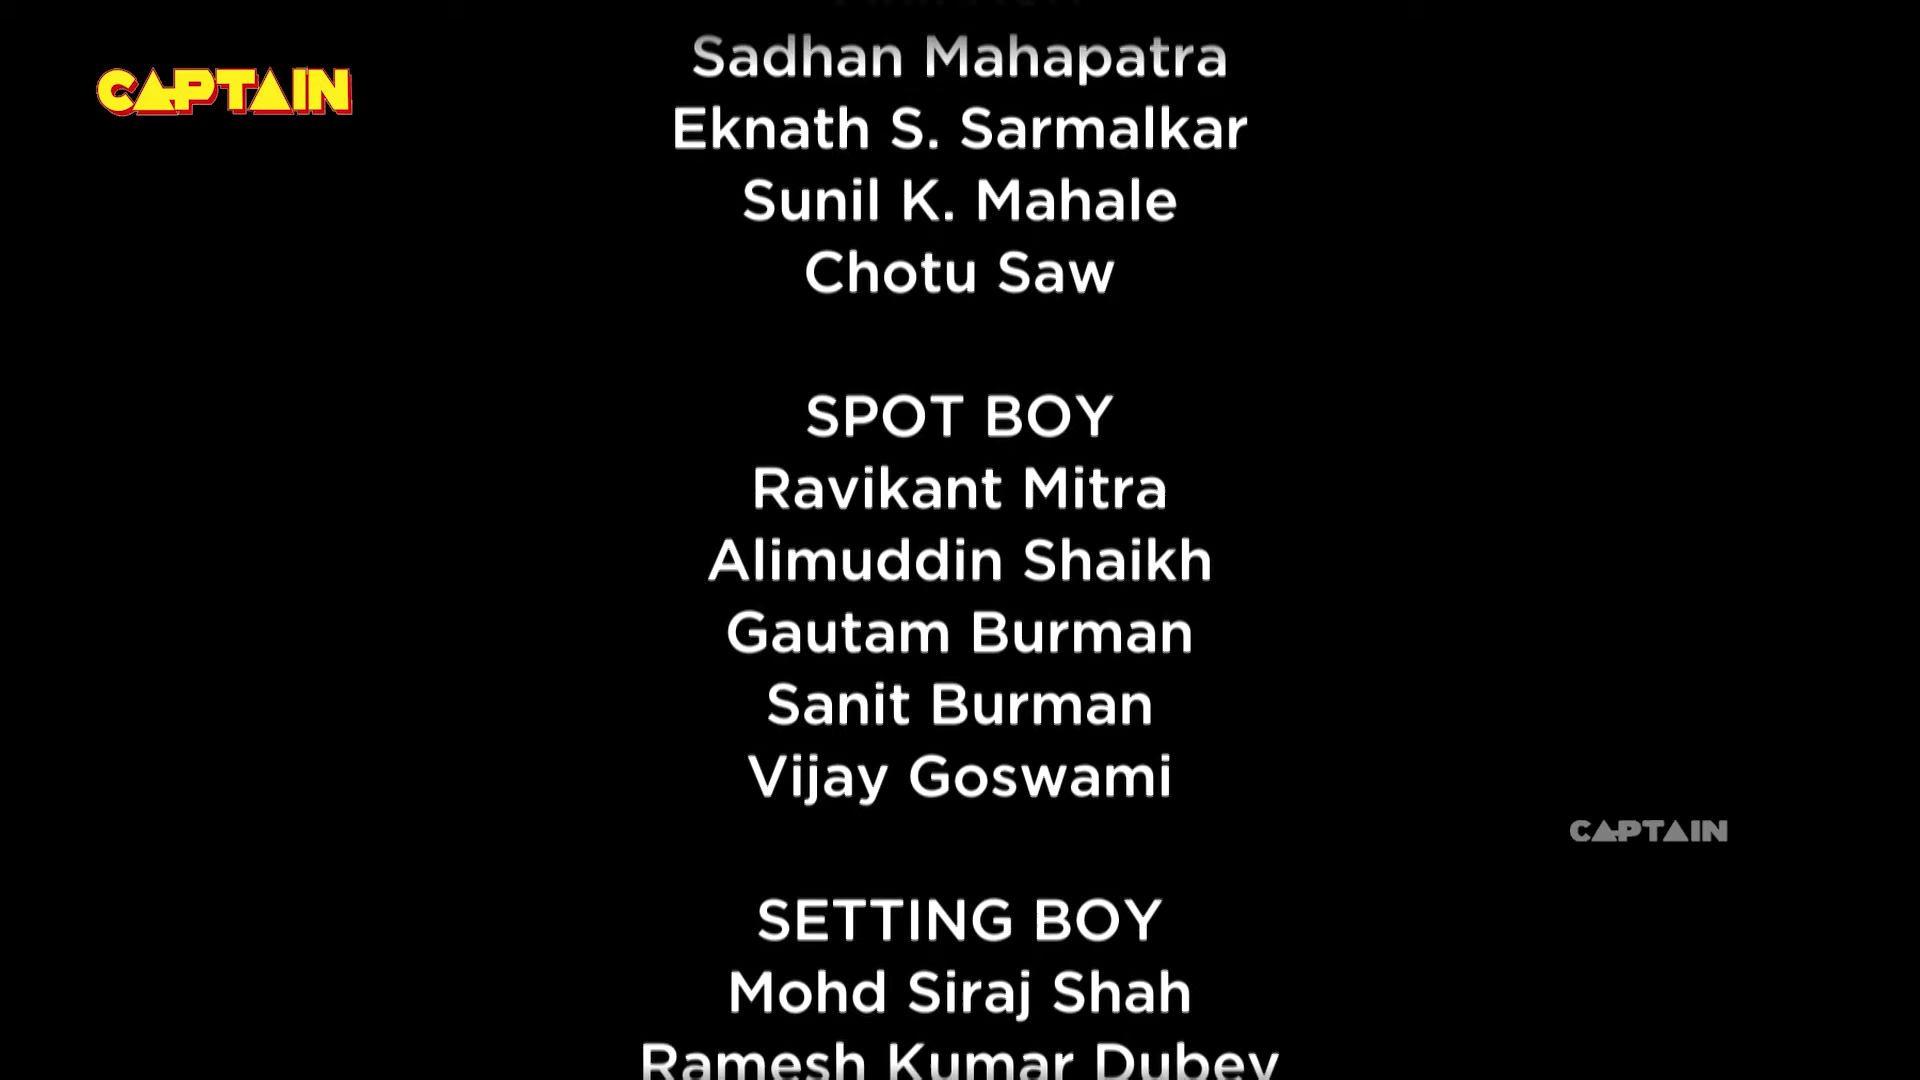 CAPTAIN
Sadhan Mahapatra
Eknath S. Sarmalkar
Sunil K. Mahale
Chotu Saw
SPOT BOY
Ravikant Mitra
Alimuddin Shaikh
Gautam Burman
Sanit Burman
Vijay Goswami
CAPTAIN
SETTING BOY
Mohd Siraj Shah
Ramesh Kumar Dubey